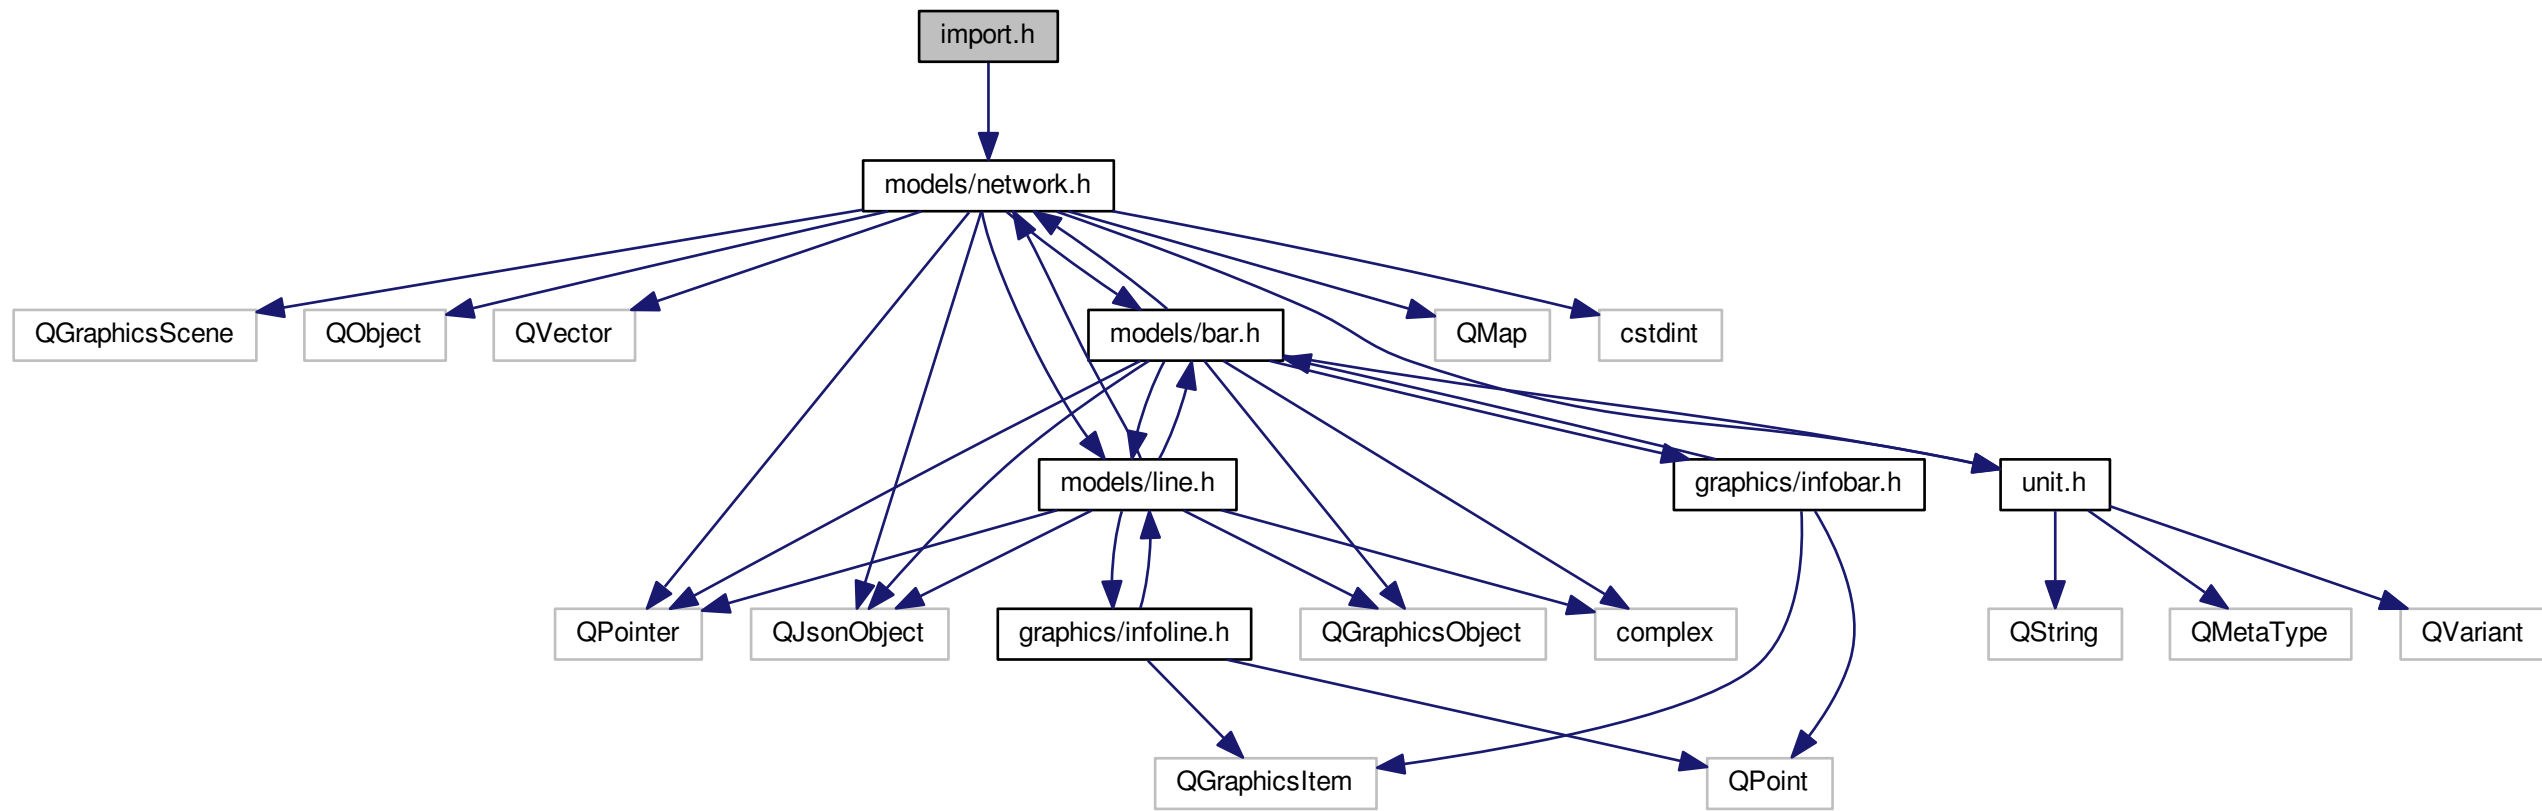 import.h
models/network.h
QGraphicsScene
QObject
QVector
models/bar.h
QMap
cstdint
models/line.h
graphics/infobar.h
unit.h
QPointer
QJsonObject
graphics/infoline.h
QGraphicsObject
complex
QString
QMetaType
QVariant
QGraphicsItem
QPoint